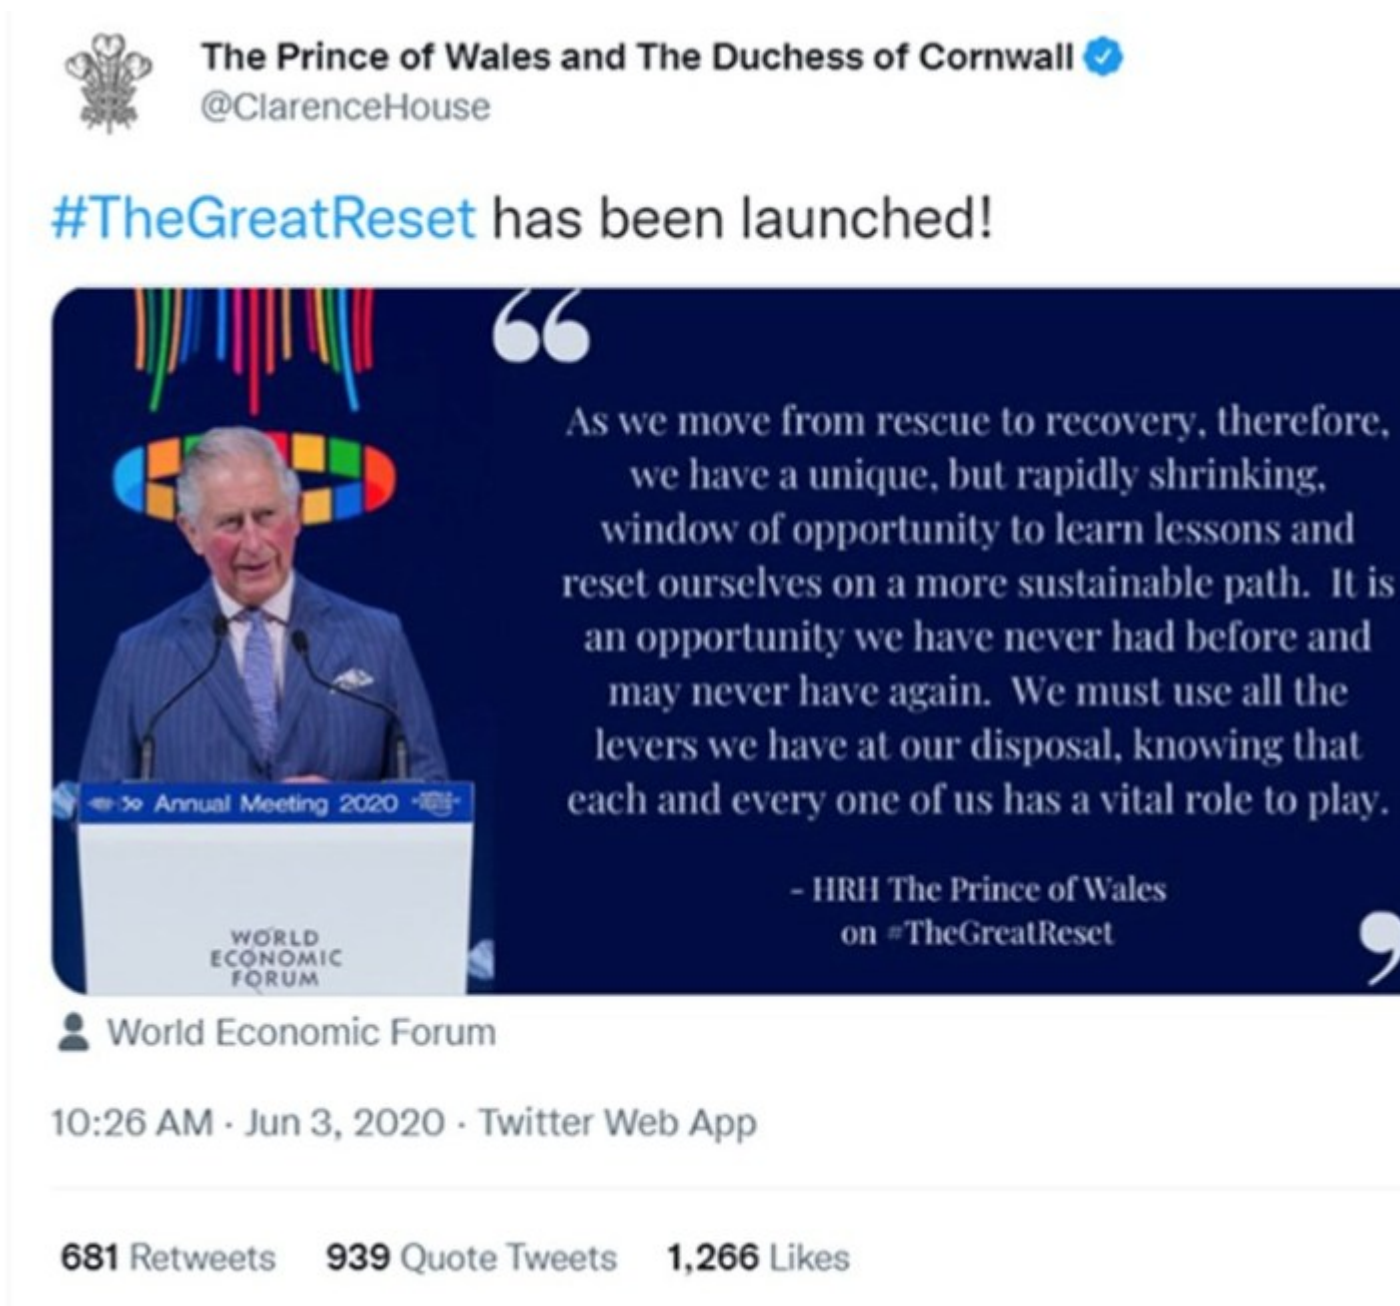 The Prince of Wales and The Duchess of Cornwall
@ClarenceHouse
#TheGreatReset has been launched!
“
As we move from rescue to recovery, therefore,
we have a unique, but rapidly shrinking,
window of opportunity to learn lessons and
reset ourselves on a more sustainable path. It is
an opportunity we have never had before and
may never have again. We must use all the
levers we have at our disposal, knowing that
each and every one of us has a vital role to play.
- HRH The Prince of Wales
on #TheGreatReset
Annual Meeting 2020
WORLD
ECONOMIC
FORUM
World Economic Forum
10:26 AM · Jun 3, 2020 · Twitter Web App
681 Retweets 939 Quote Tweets 1,266 Likes